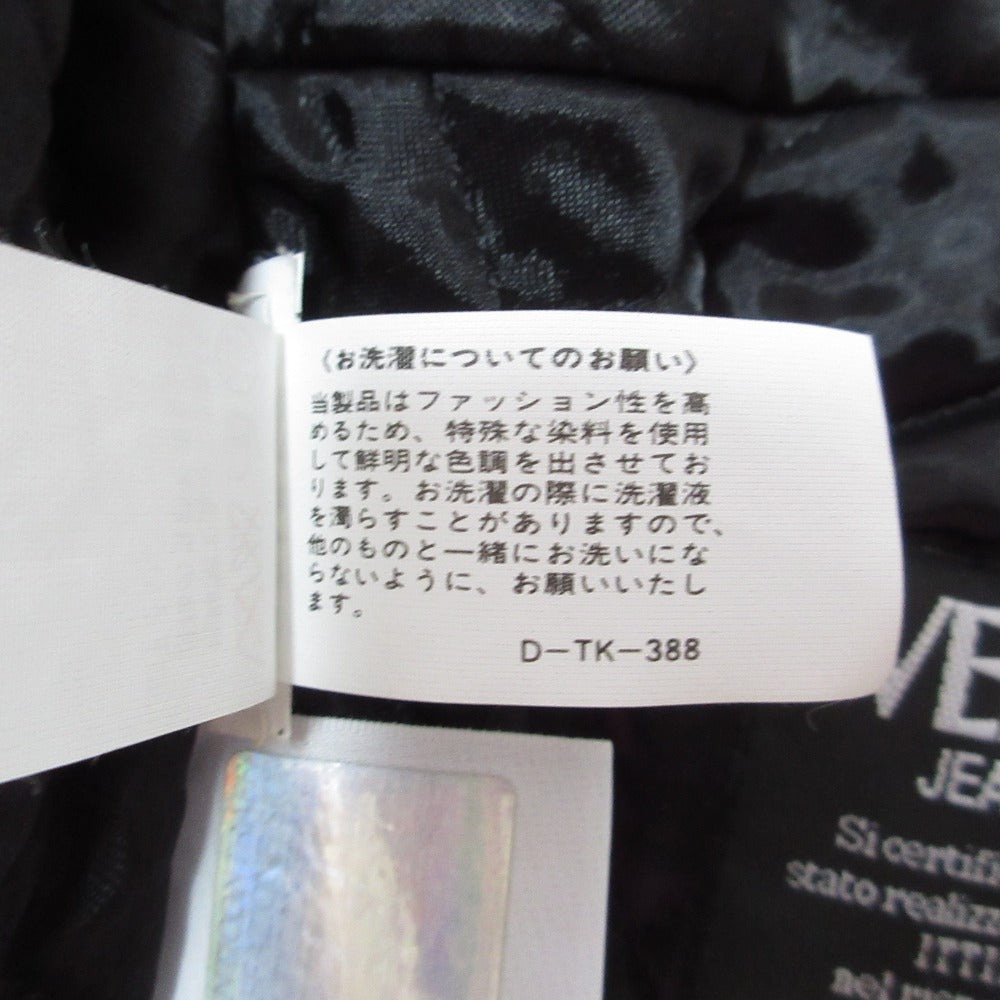 〈お洗濯についてのお願い〉
当製品はファッション性を高
めるため、特殊な染料を使用
して鮮明な色調を出させてお
ります。お洗濯の際に洗濯液
を濁らすことがありますので、
他のものと一緒にお洗いにな
らないように、お願いいたし
ます。
D−TK−388
VE
JEA
Si certifi
stato realizza
ITTI
nel